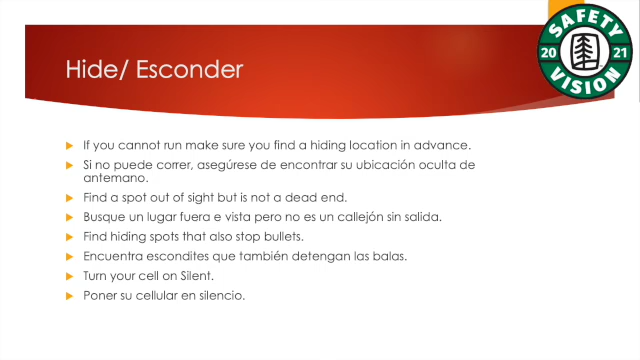 SAFETY
20 21
VISION
Hide/ Esconder
If you cannot run make sure you find a hiding location in advance.
Si no puede correr, asegúrese de encontrar su ubicación oculta de
antemano.
Find a spot out of sight but is not a dead end.
Busque un lugar fuera e vista pero no es un callejón sin salida.
Find hiding spots that also stop bullets.
Encuentra escondites que también detengan las balas.
Turn your cell on Silent.
Poner su cellular en silencio.